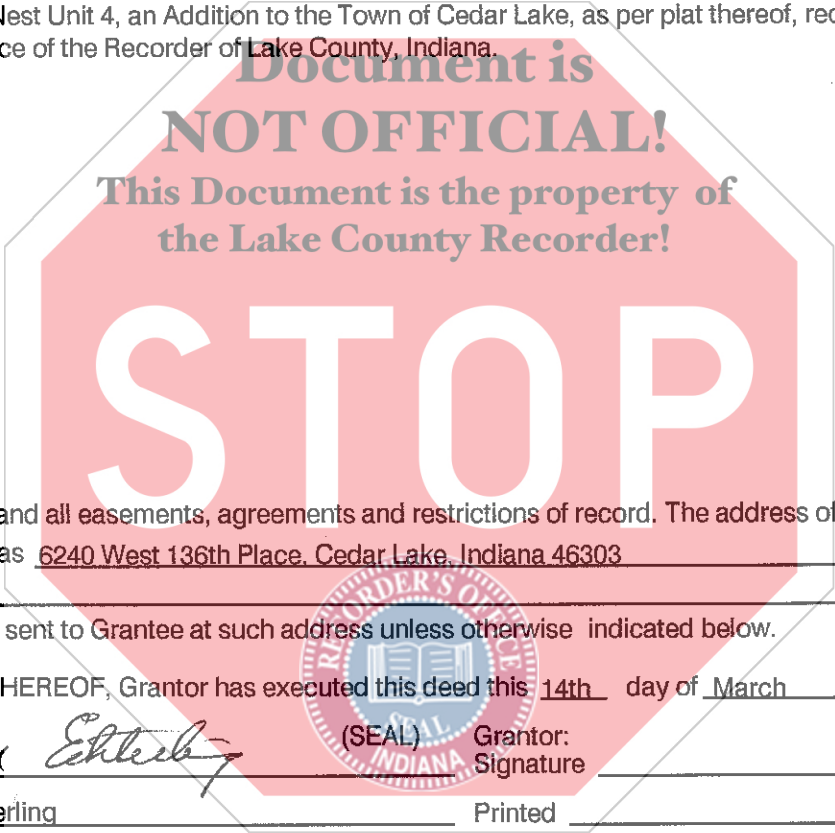 Nest Unit 4, an Addition to the Town of Cedar Lake, as per plat thereof, rec
ce of the Recorder of Lake County, Indiana.
Document is
NOT OFFICIAL!
This Document is the property of
the Lake County Recorder!
STOP
and all easements, agreements and restrictions of record. The address of
as 6240 West 136th Place, Cedar Lake, Indiana 46303
sent to Grantee at such address unless otherwise indicated below.
HEREOF, Grantor has executed this deed this 14th day of March
(SEAL) Grantor:
Signature
erling Printed
RECORDER'S OFFICE
SEAL
INDIANA